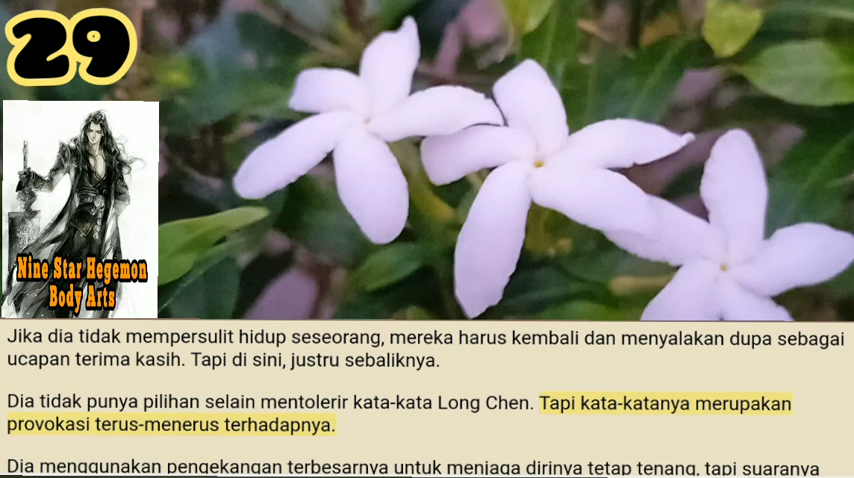 29
Nine Star Hegemon
Body Arts
Jika dia tidak mempersulit hidup seseorang, mereka harus kembali dan menyalakan dupa sebagai
ucapan terima kasih. Tapi di sini, justru sebaliknya.
Dia tidak punya pilihan selain mentolerir kata-kata Long Chen. Tapi kata-katanya merupakan
provokasi terus-menerus terhadapnya.
Dia menggunakan pengekangan terbesarnya untuk menjaga dirinya tetap tenang, tapi suaranya